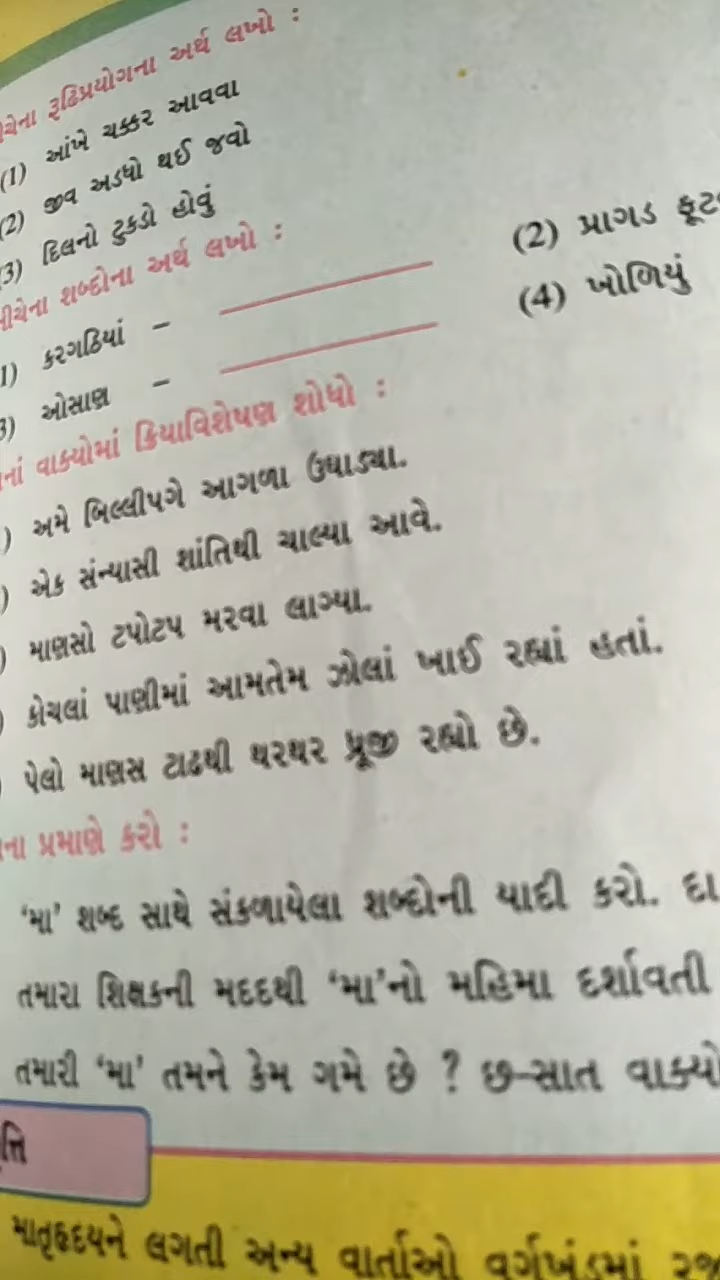 નીચેના રૂઢિપ્રયોગના અર્થ લખો :
(1) આંખે ચક્કર આવવા
(2) જીવ અડધો થઈ જવો
(3) દિલનો ટુકડો હોવું
નીચેના શબ્દોના અર્થ લખો :
1) કરગઠિયાં –
(2) પ્રાગડ
3) ઓસાણ –
(4) ખોળિયું
વાક્યોમાં ક્રિયાવિશેષણ શોધો :
) અમે બિલ્લીપગે આગળા ઉઘાડ્યા.
) એક સંન્યાસી શાંતિથી ચાલ્યા આવે.
) માણસો ટપોટપ મરવા લાગ્યા.
) કોચલાં પાણીમાં આમતેમ ઝોલાં ખાઈ રહ્યાં હતાં.
પેલો માણસ ટાઢથી થરથર ધ્રૂજી રહ્યો છે.
પ્રમાણે કરો :
'મા' શબ્દ સાથે સંકળાયેલા શબ્દોની યાદી કરો.
તમારા શિક્ષકની મદદથી 'મા'નો મહિમા દર્શાવતી
તમારી 'મા' તમને કેમ ગમે છે ? છ-સાત વાક્યો
માતૃહૃદયને લગતી અન્ય વાર્તાઓ વર્ગખંડમાં